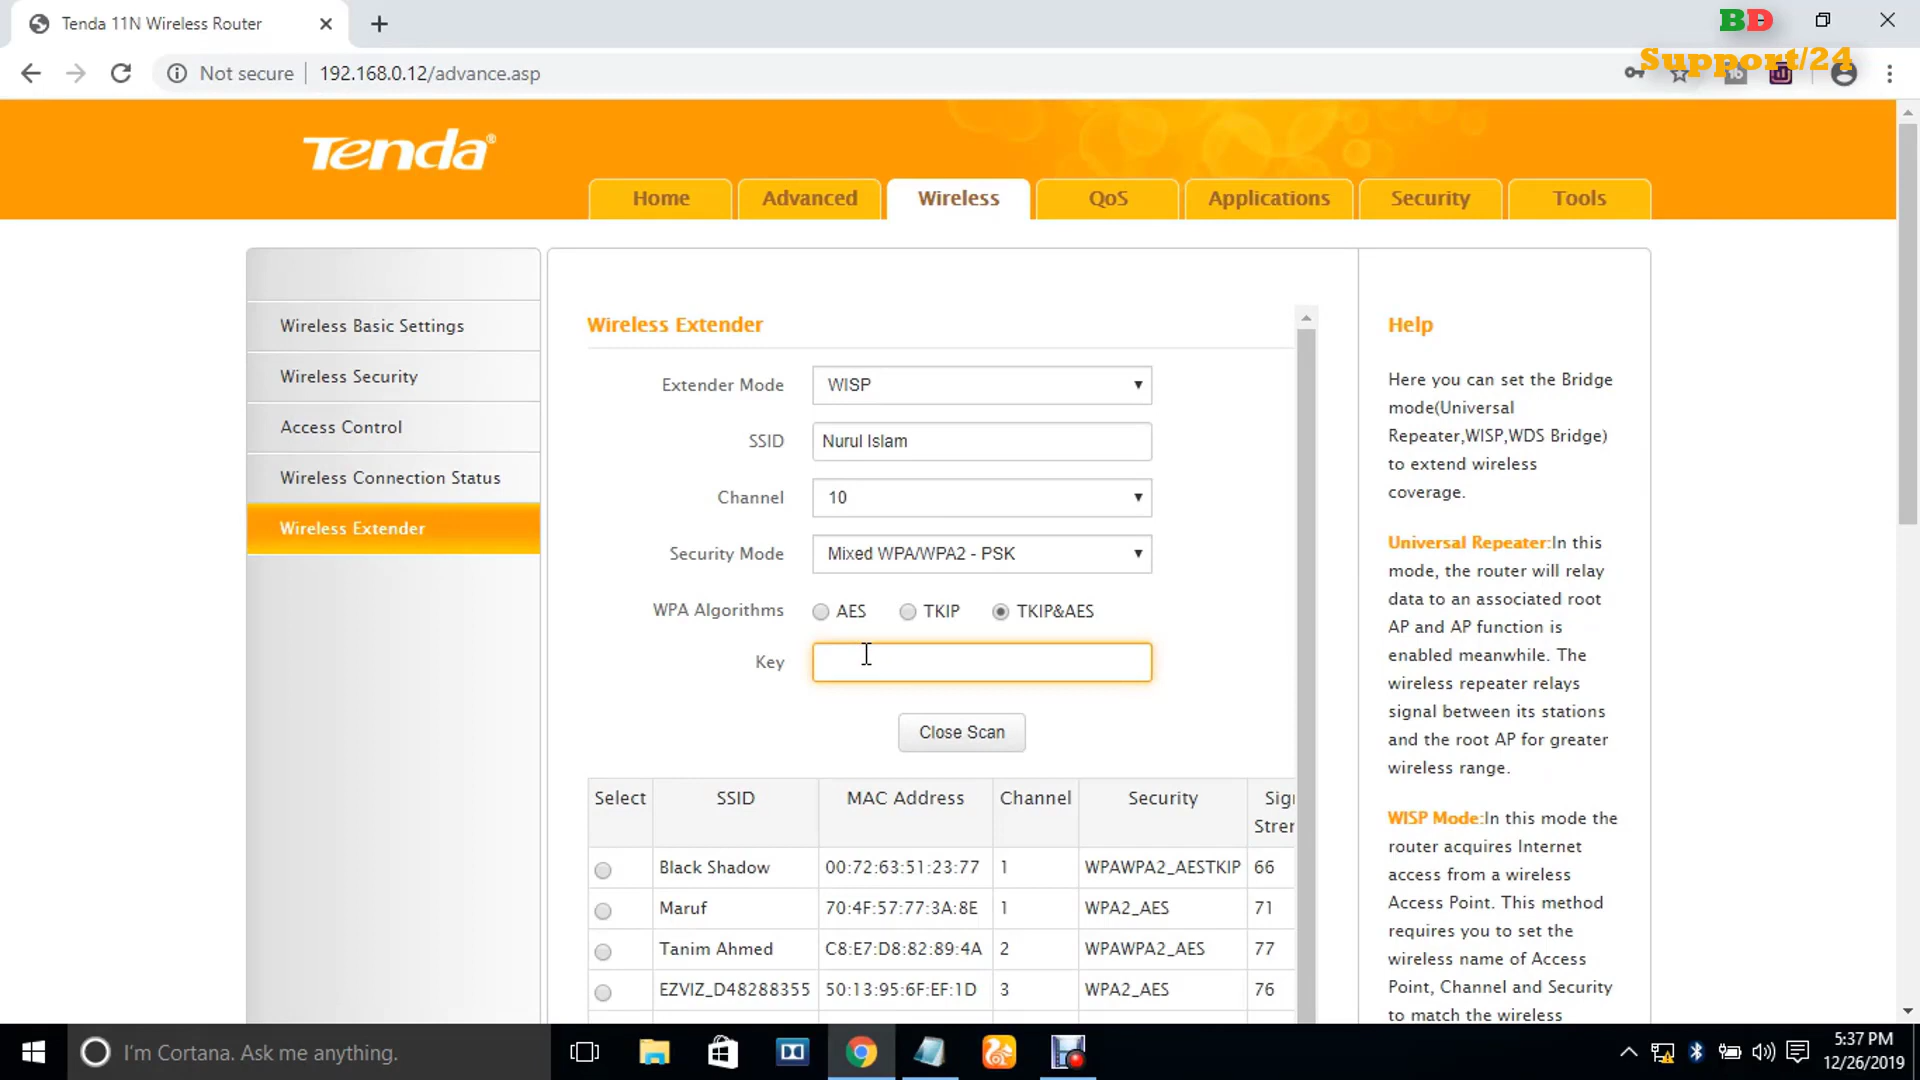 Tenda 11N Wireless Router
BD
Support/24
Not secure
192.168.0.12/advance.asp
Tenda®
Home
Advanced
Wireless
QoS
Applications
Security
Tools
Wireless Basic Settings
Wireless Security
Access Control
Wireless Connection Status
Wireless Extender
Wireless Extender
Extender Mode WISP
SSID Nurul Islam
Channel 10
Security Mode Mixed WPA/WPA2 - PSK
WPA Algorithms AES TKIP TKIP&AES
Key
Close Scan
Select SSID MAC Address Channel Security Sig
Strer
Black Shadow 00:72:63:51:23:77 1 WPAWPA2_AESTKIP 66
Maruf 70:4F:57:77:3A:8E 1 WPA2_AES 71
Tanim Ahmed C8:E7:D8:82:89:4A 2 WPAWPA2_AES 77
EZVIZ_D48288355 50:13:95:6F:EF:1D 3 WPA2_AES 76
Help
Here you can set the Bridge
mode(Universal
Repeater,WISP,WDS Bridge)
to extend wireless
coverage.
Universal Repeater:In this
mode, the router will relay
data to an associated root
AP and AP function is
enabled meanwhile. The
wireless repeater relays
signal between its stations
and the root AP for greater
wireless range.
WISP Mode:In this mode the
router acquires Internet
access from a wireless
Access Point. This method
requires you to set the
wireless name of Access
Point, Channel and Security
to match the wireless
I'm Cortana. Ask me anything.
5:37 PM
12/26/2019